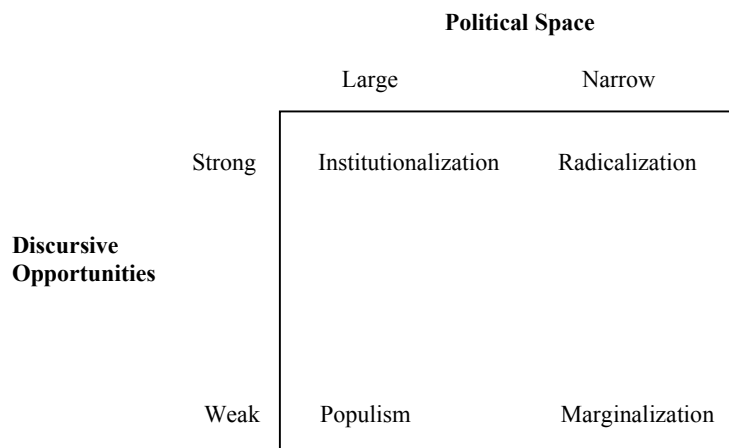 Political Space
Large Narrow
Strong Institutionalization Radicalization
Discursive
Opportunities
Weak Populism Marginalization